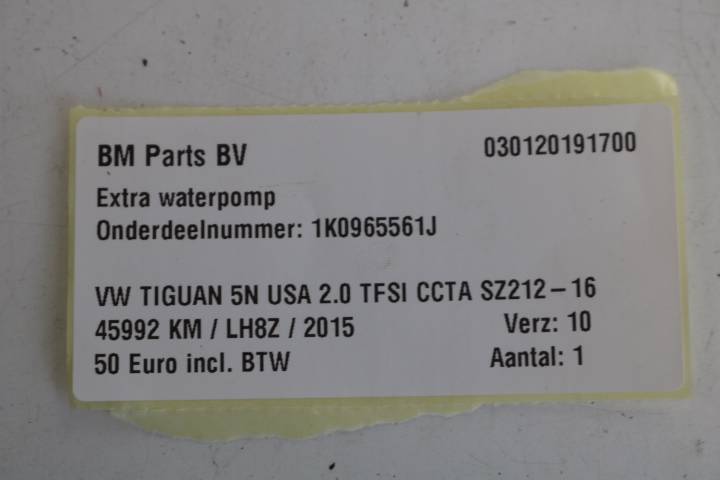 BM Parts BV 030120191700
Extra waterpomp
Onderdeelnummer: 1K0965561J
VW TIGUAN 5N USA 2.0 TFSI CCTA SZ212-16
45992 KM / LH8Z / 2015 Verz: 10
50 Euro incl. BTW Aantal: 1